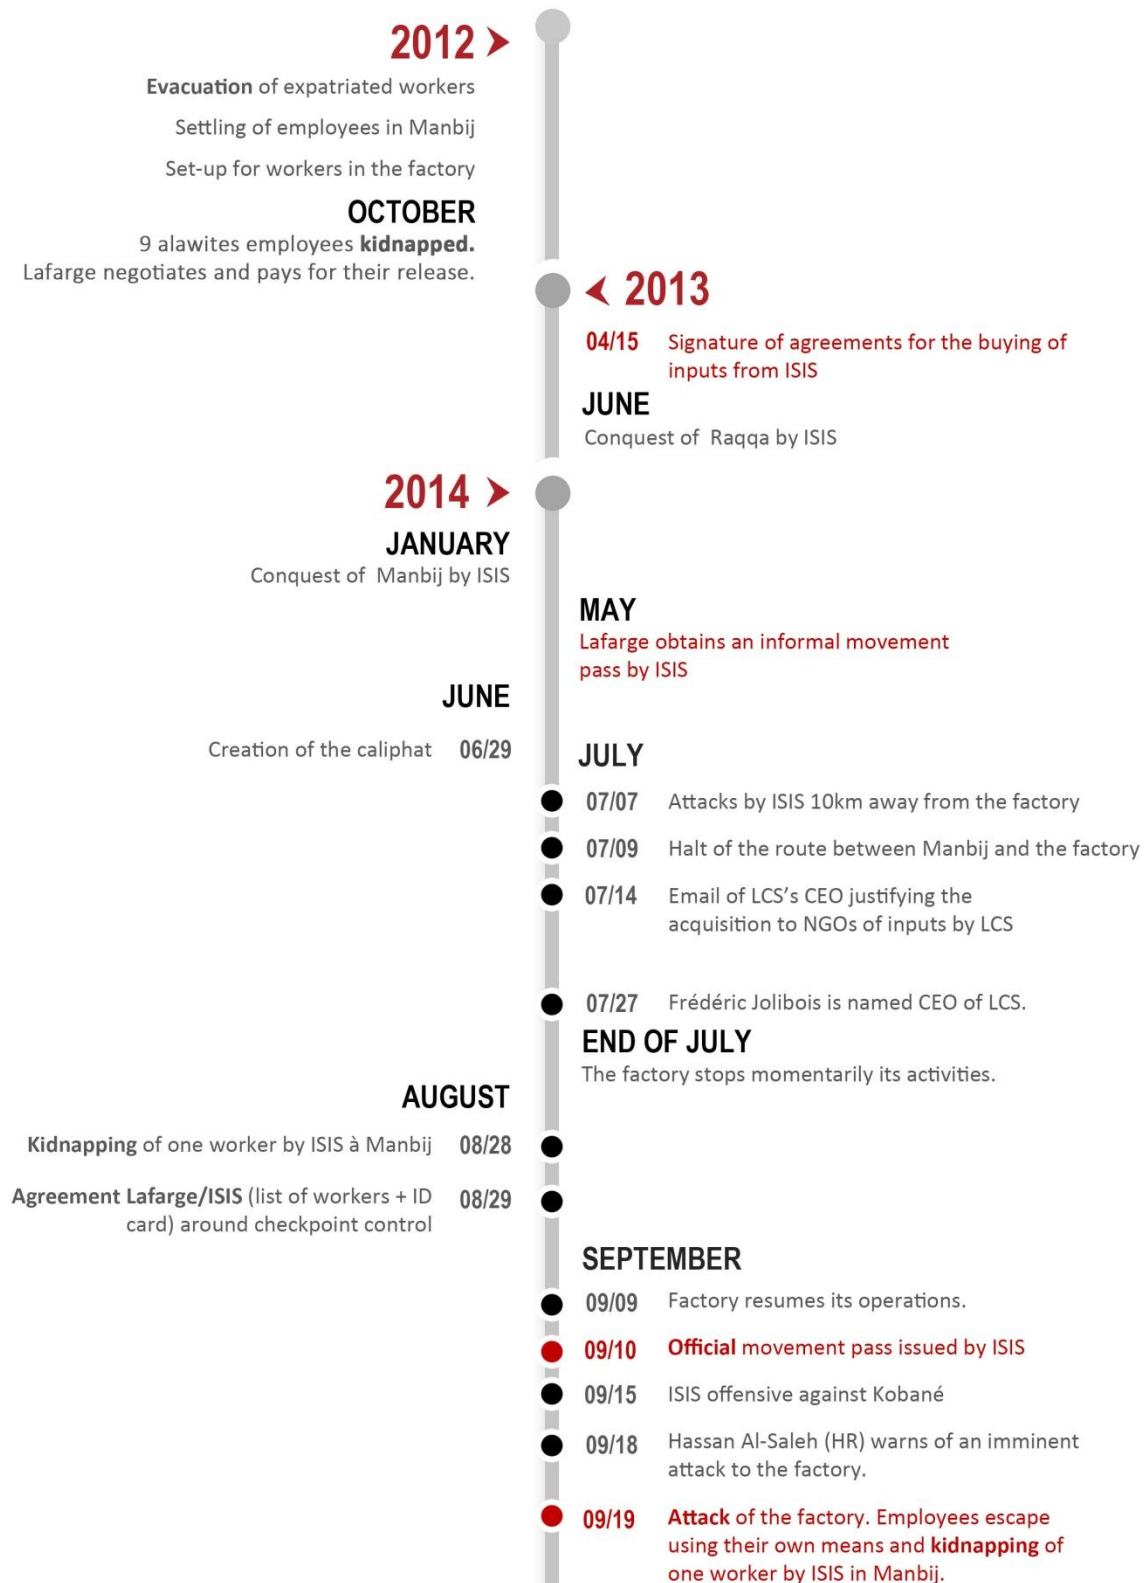 2012
Evacuation of expatriated workers
Settling of employees in Manbij
Set-up for workers in the factory
OCTOBER
9 alawites employees kidnapped.
Lafarge negotiates and pays for their release.
2013
04/15 Signature of agreements for the buying of
inputs from ISIS
JUNE
Conquest of Raqqa by ISIS
2014
JANUARY
Conquest of Manbij by ISIS
MAY
Lafarge obtains an informal movement
pass by ISIS
JUNE
Creation of the caliphat 06/29
JULY
07/07 Attacks by ISIS 10km away from the factory
07/09 Halt of the route between Manbij and the factory
07/14 Email of LCS's CEO justifying the
acquisition to NGOs of inputs by LCS
07/27 Frédéric Jolibois is named CEO of LCS.
END OF JULY
The factory stops momentarily its activities.
AUGUST
Kidnapping of one worker by ISIS à Manbij 08/28
Agreement Lafarge/ISIS (list of workers + ID 08/29
card) around checkpoint control
SEPTEMBER
09/09 Factory resumes its operations.
09/10 Official movement pass issued by ISIS
09/15 ISIS offensive against Kobané
09/18 Hassan Al-Saleh (HR) warns of an imminent
attack to the factory.
09/19 Attack of the factory. Employees escape
using their own means and kidnapping of
one worker by ISIS in Manbij.